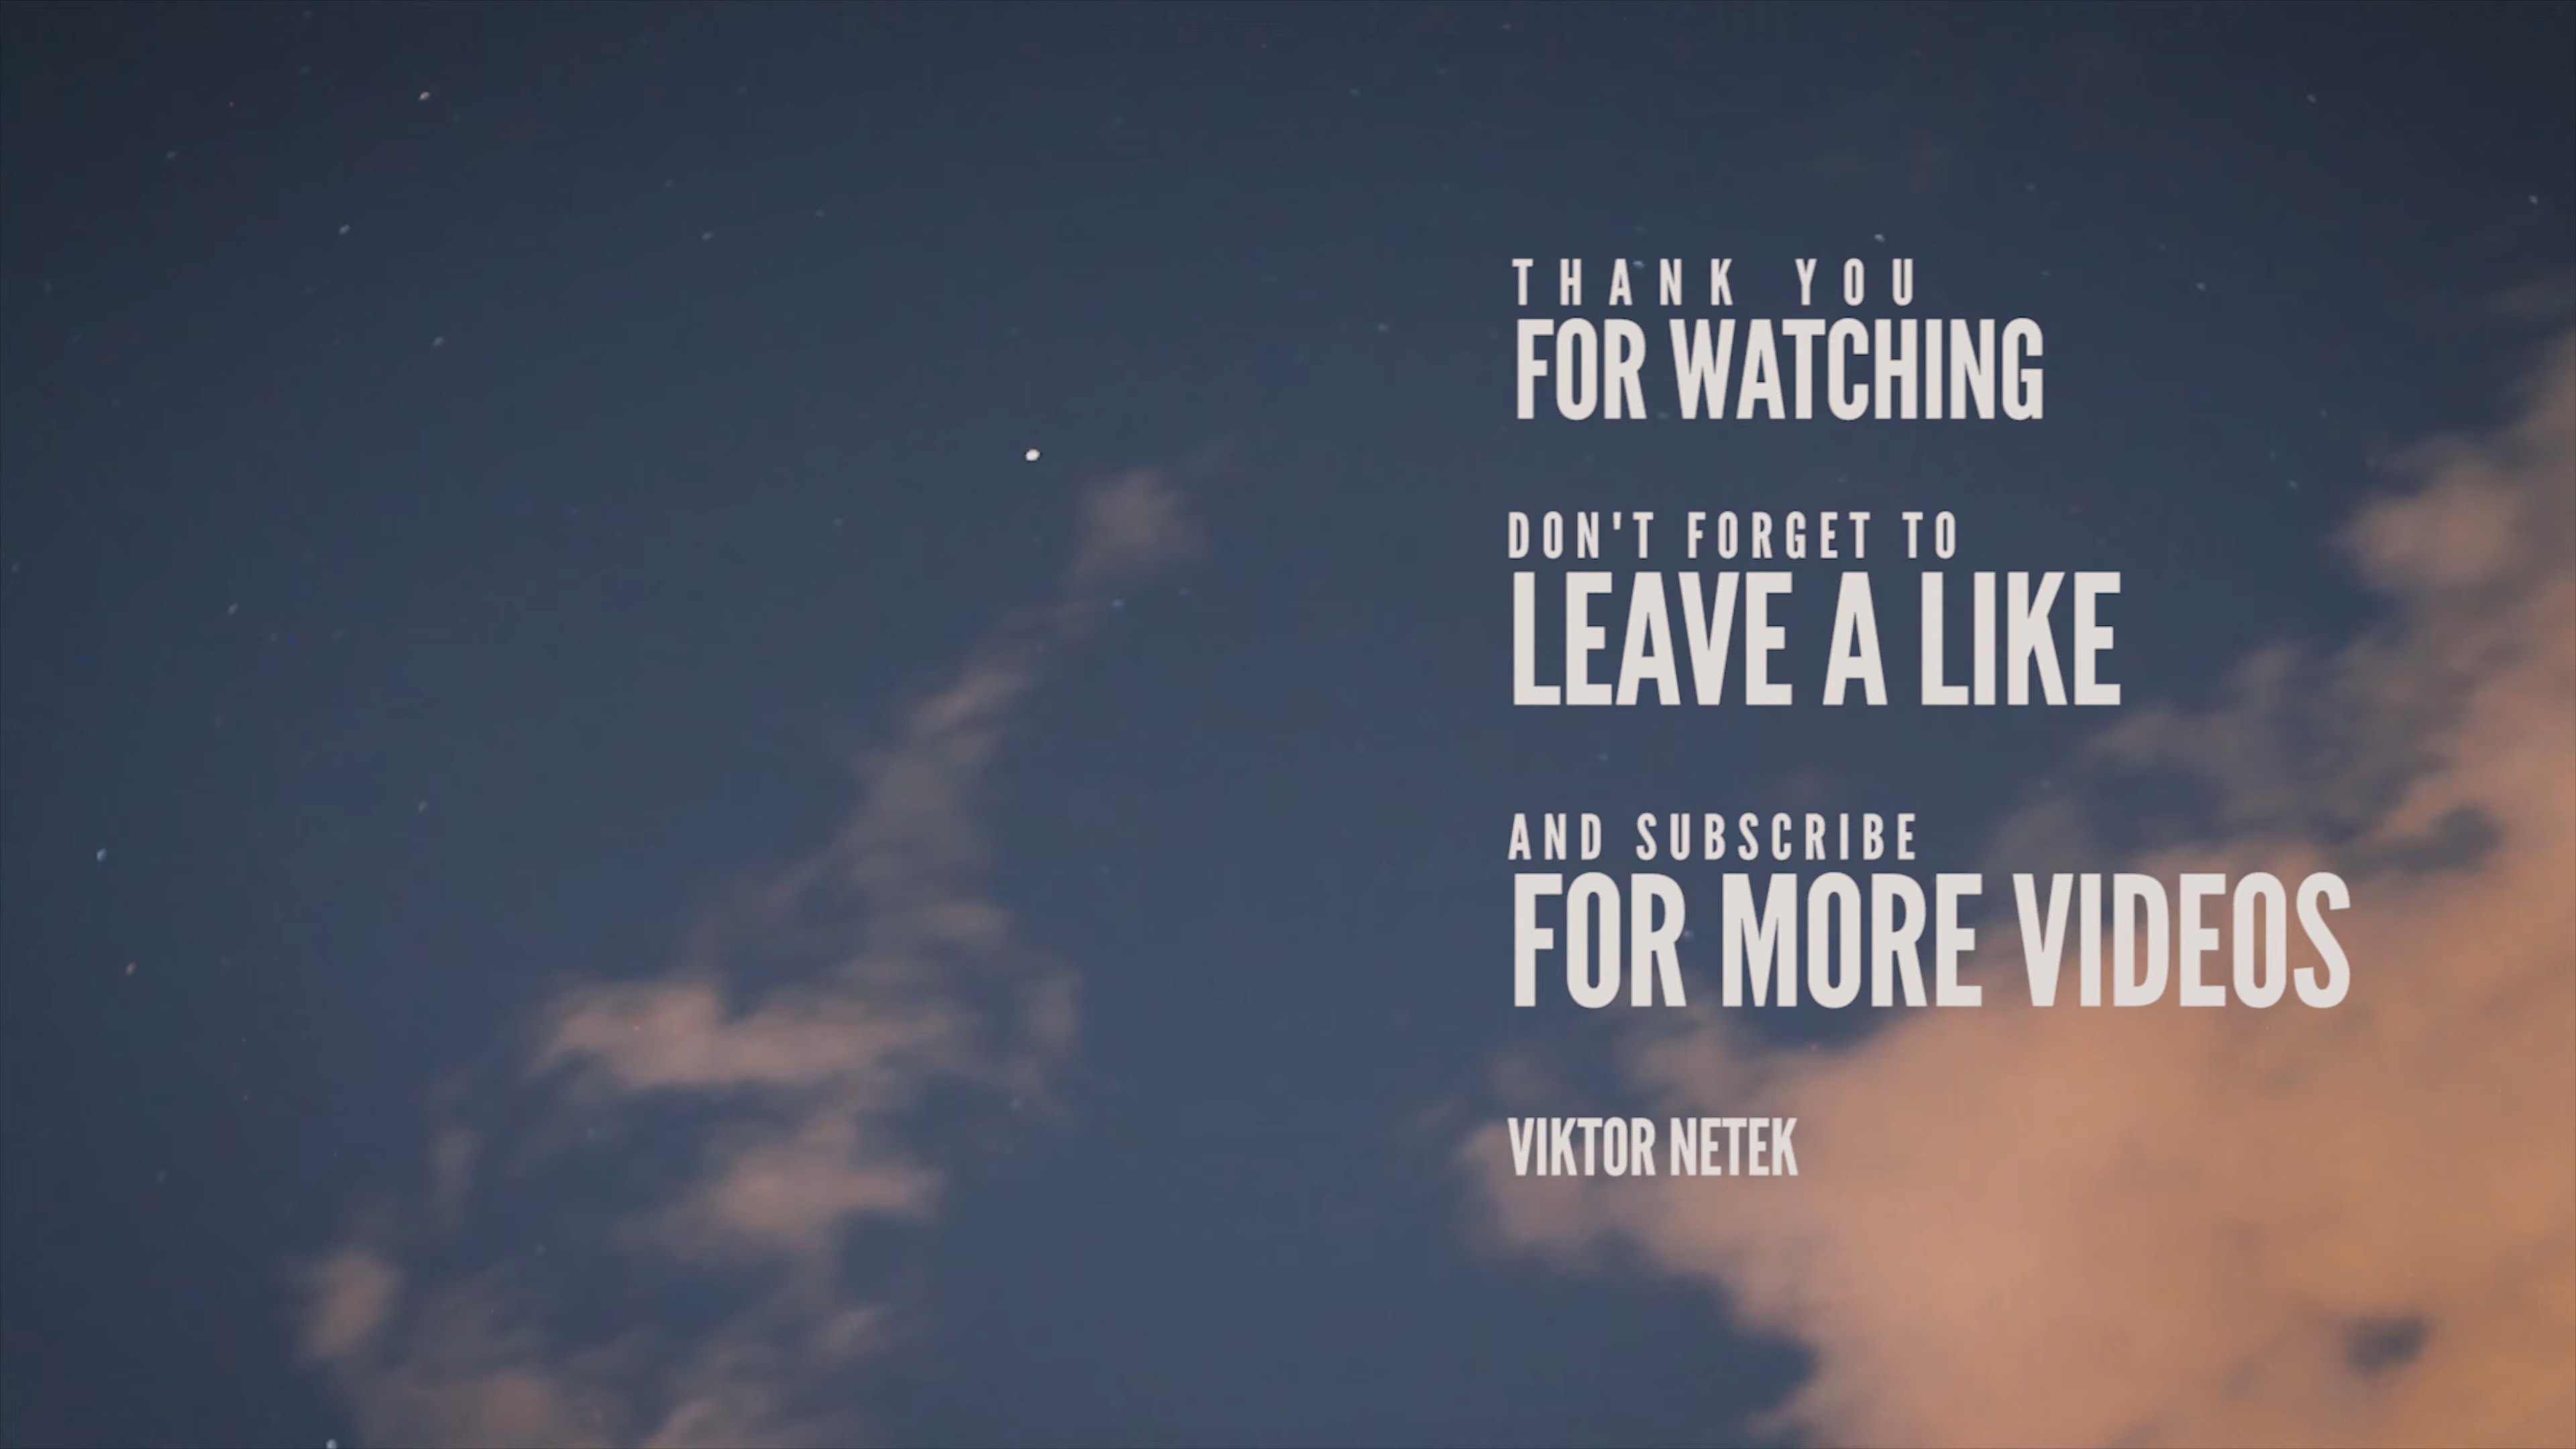 THANK YOU
FOR WATCHING
DON'T FORGET TO
LEAVE A LIKE
AND SUBSCRIBE
FOR MORE VIDEOS
VIKTOR NETEK